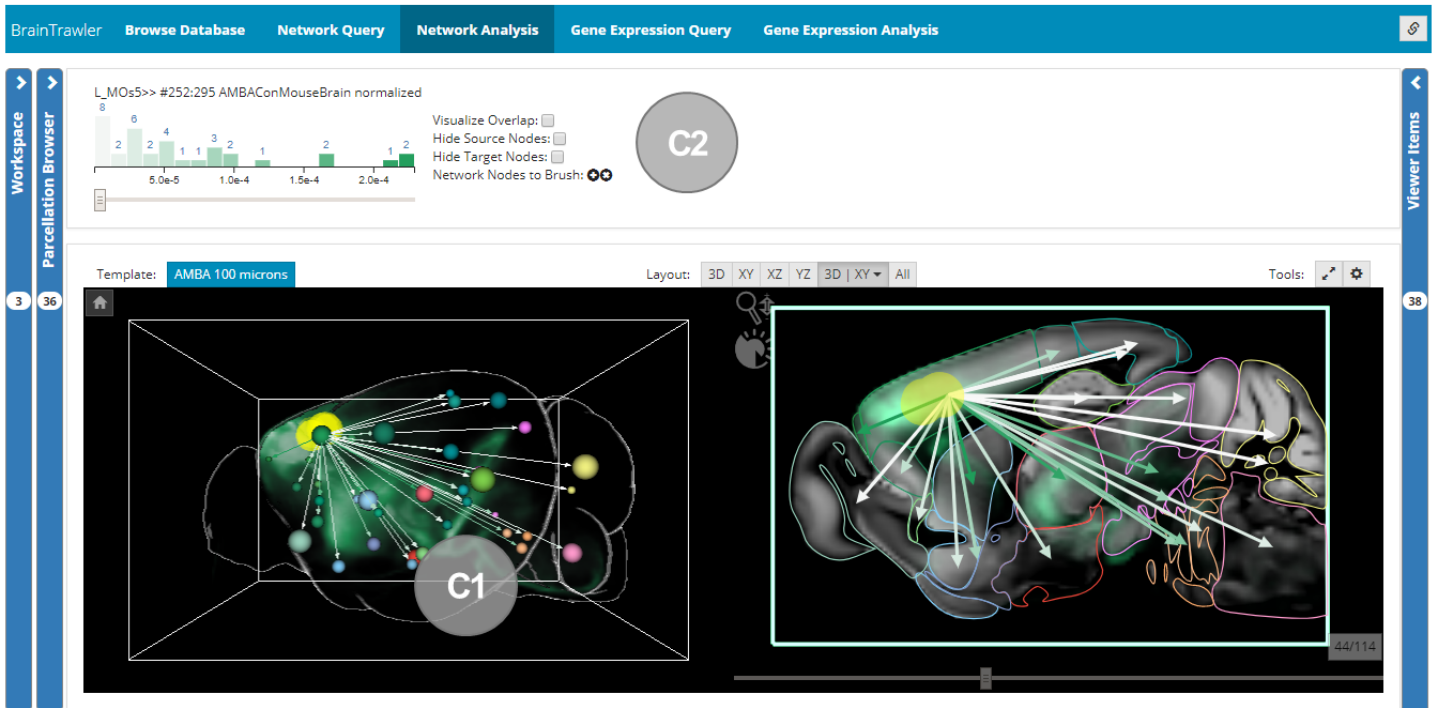 BrainTrawler Browse Database Network Query Network Analysis Gene Expression Query Gene Expression Analysis
Workspace
3
Parcellation Browser
36
L_MOs5>> #252:295 AMBAConMouseBrain normalized
8
2
6
2
4
1
1
3
2
1
2
1
2
5.0e-5 1.0e-4 1.5e-4 2.0e-4
Visualize Overlap:
Hide Source Nodes:
Hide Target Nodes:
Network Nodes to Brush:
C2
Viewer Items
38
Template: AMBA 100 microns Layout: 3D XY XZ YZ 3D | XY All Tools:
C1
44/114